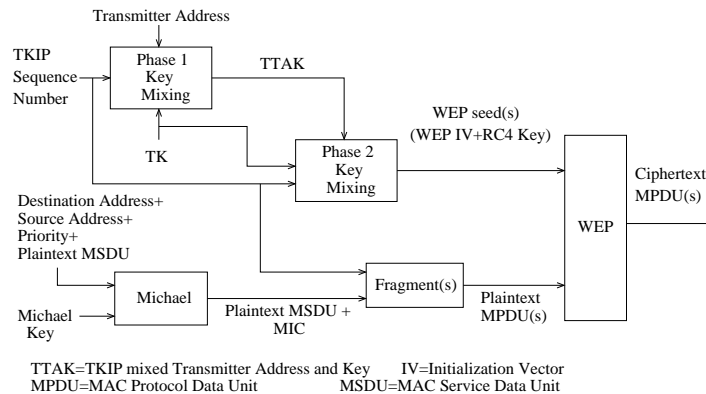 Transmitter Address
TKIP
Sequence
Number
Phase 1
Key
Mixing
TTAK
TK
Phase 2
Key
Mixing
WEP seed(s)
(WEP IV+RC4 Key)
Destination Address+
Source Address+
Priority+
Plaintext MSDU
Michael
Key
Michael
Plaintext MSDU +
MIC
Fragment(s)
Plaintext
MPDU(s)
WEP
Ciphertext
MPDU(s)
TTAK=TKIP mixed Transmitter Address and Key IV=Initialization Vector
MPDU=MAC Protocol Data Unit MSDU=MAC Service Data Unit